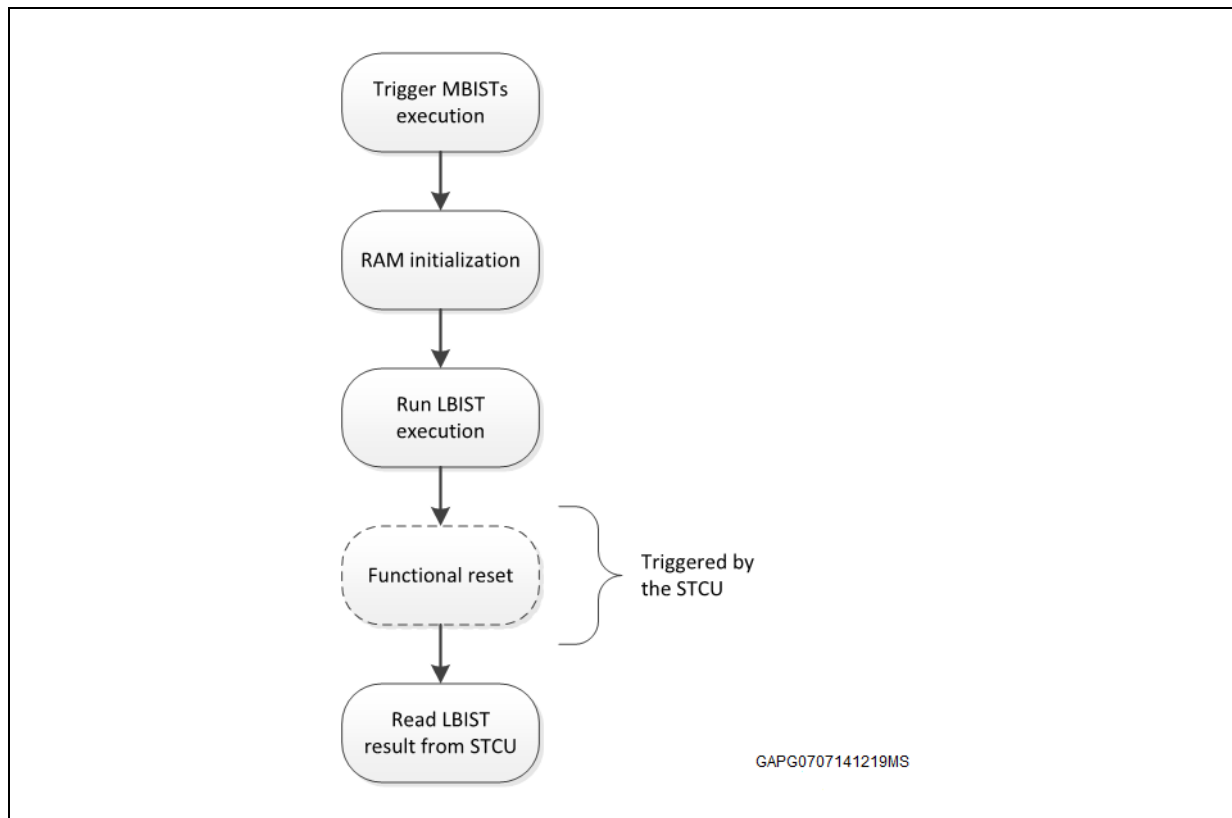 Trigger MBISTs
execution
RAM initialization
Run LBIST
execution
Functional reset
Triggered by
the STCU
Read LBIST
result from STCU
GAPG0707141219MS